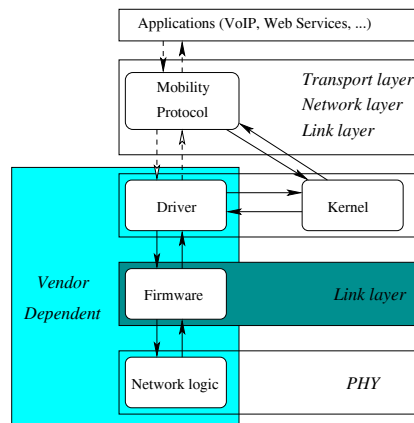 Applications (VoIP, Web Services, ...)
Mobility
Protocol
Transport layer
Network layer
Link layer
Driver
Kernel
Vendor
Dependent
Firmware
Link layer
Network logic
PHY